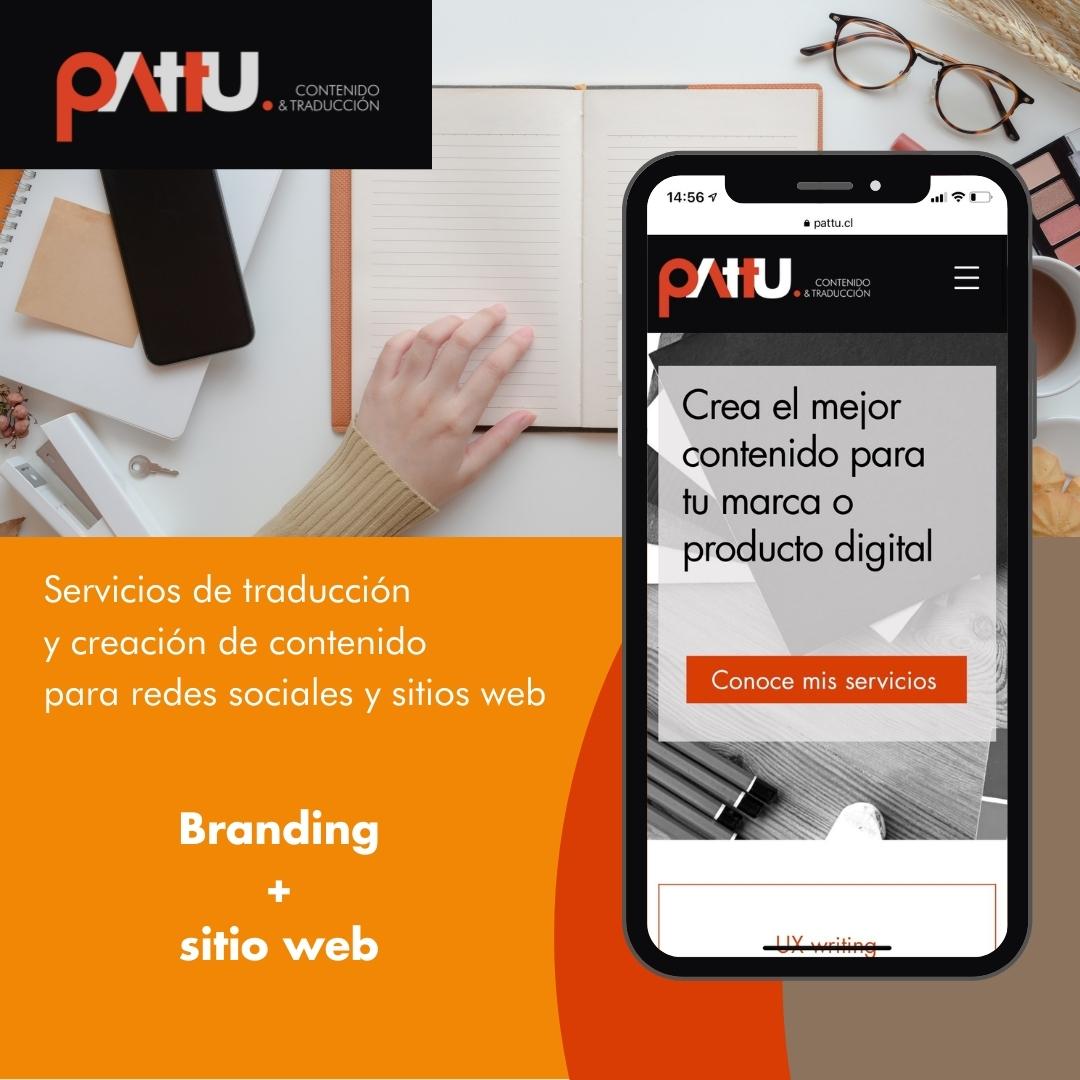 pAttU.
CONTENIDO
& TRADUCCIÓN
14:56
pattu.cl
pAttU.
CONTENIDO
& TRADUCCIÓN
Crea el mejor
contenido para
tu marca o
producto digital
Conoce mis servicios
UX writing
Servicios de traducción
y creación de contenido
para redes sociales y sitios web
Branding
+
sitio web